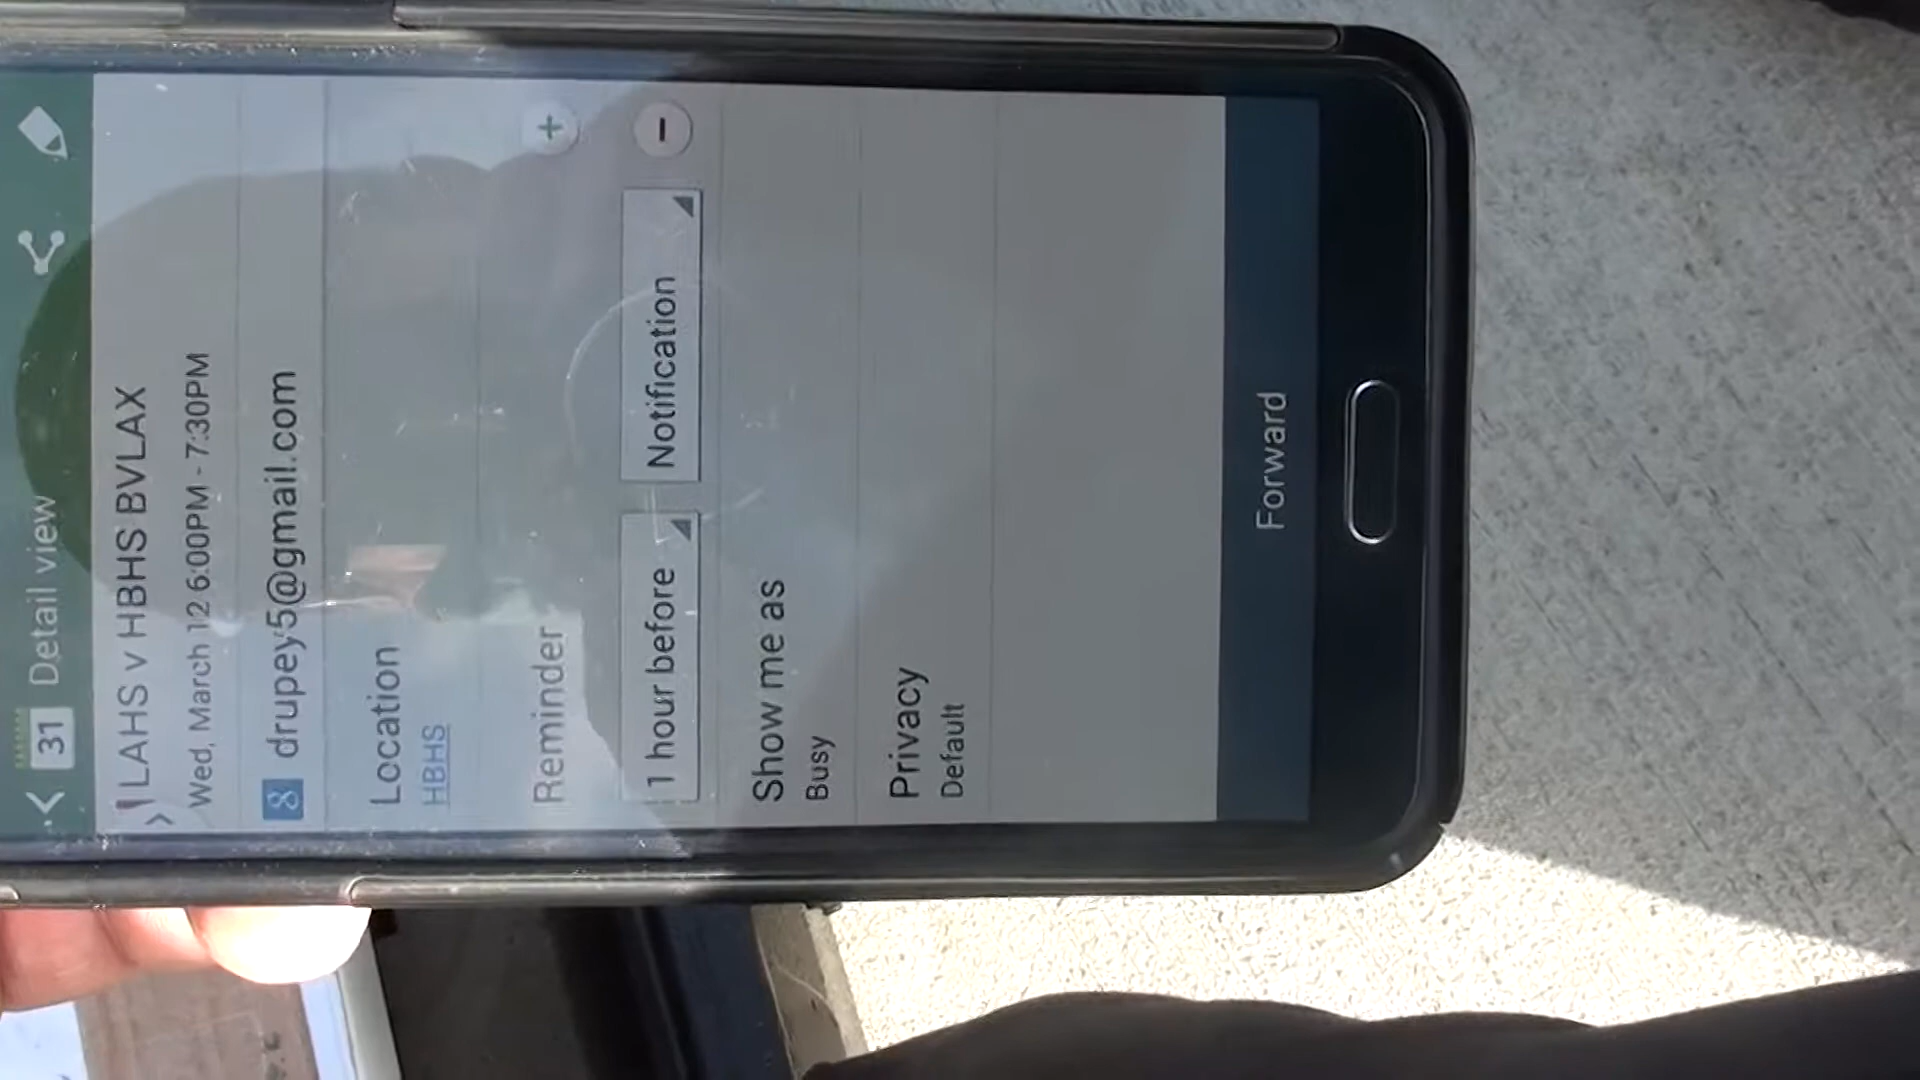 31 Detail view
LAHS v HBHS BVLAX
Wed, March 12 6:00PM - 7:30PM
8 drupey5@gmail.com
Location
HBHS
Reminder +
1 hour before Notification −
Show me as
Busy
Privacy
Default
Forward